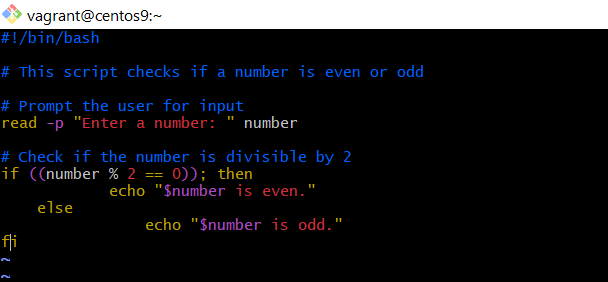 vagrant@centos9:~
#!/bin/bash
# This script checks if a number is even or odd
# Prompt the user for input
read -p "Enter a number: " number
# Check if the number is divisible by 2
if ((number % 2 == 0)); then
            echo "$number is even."
    else
                echo "$number is odd."
fi
~
~